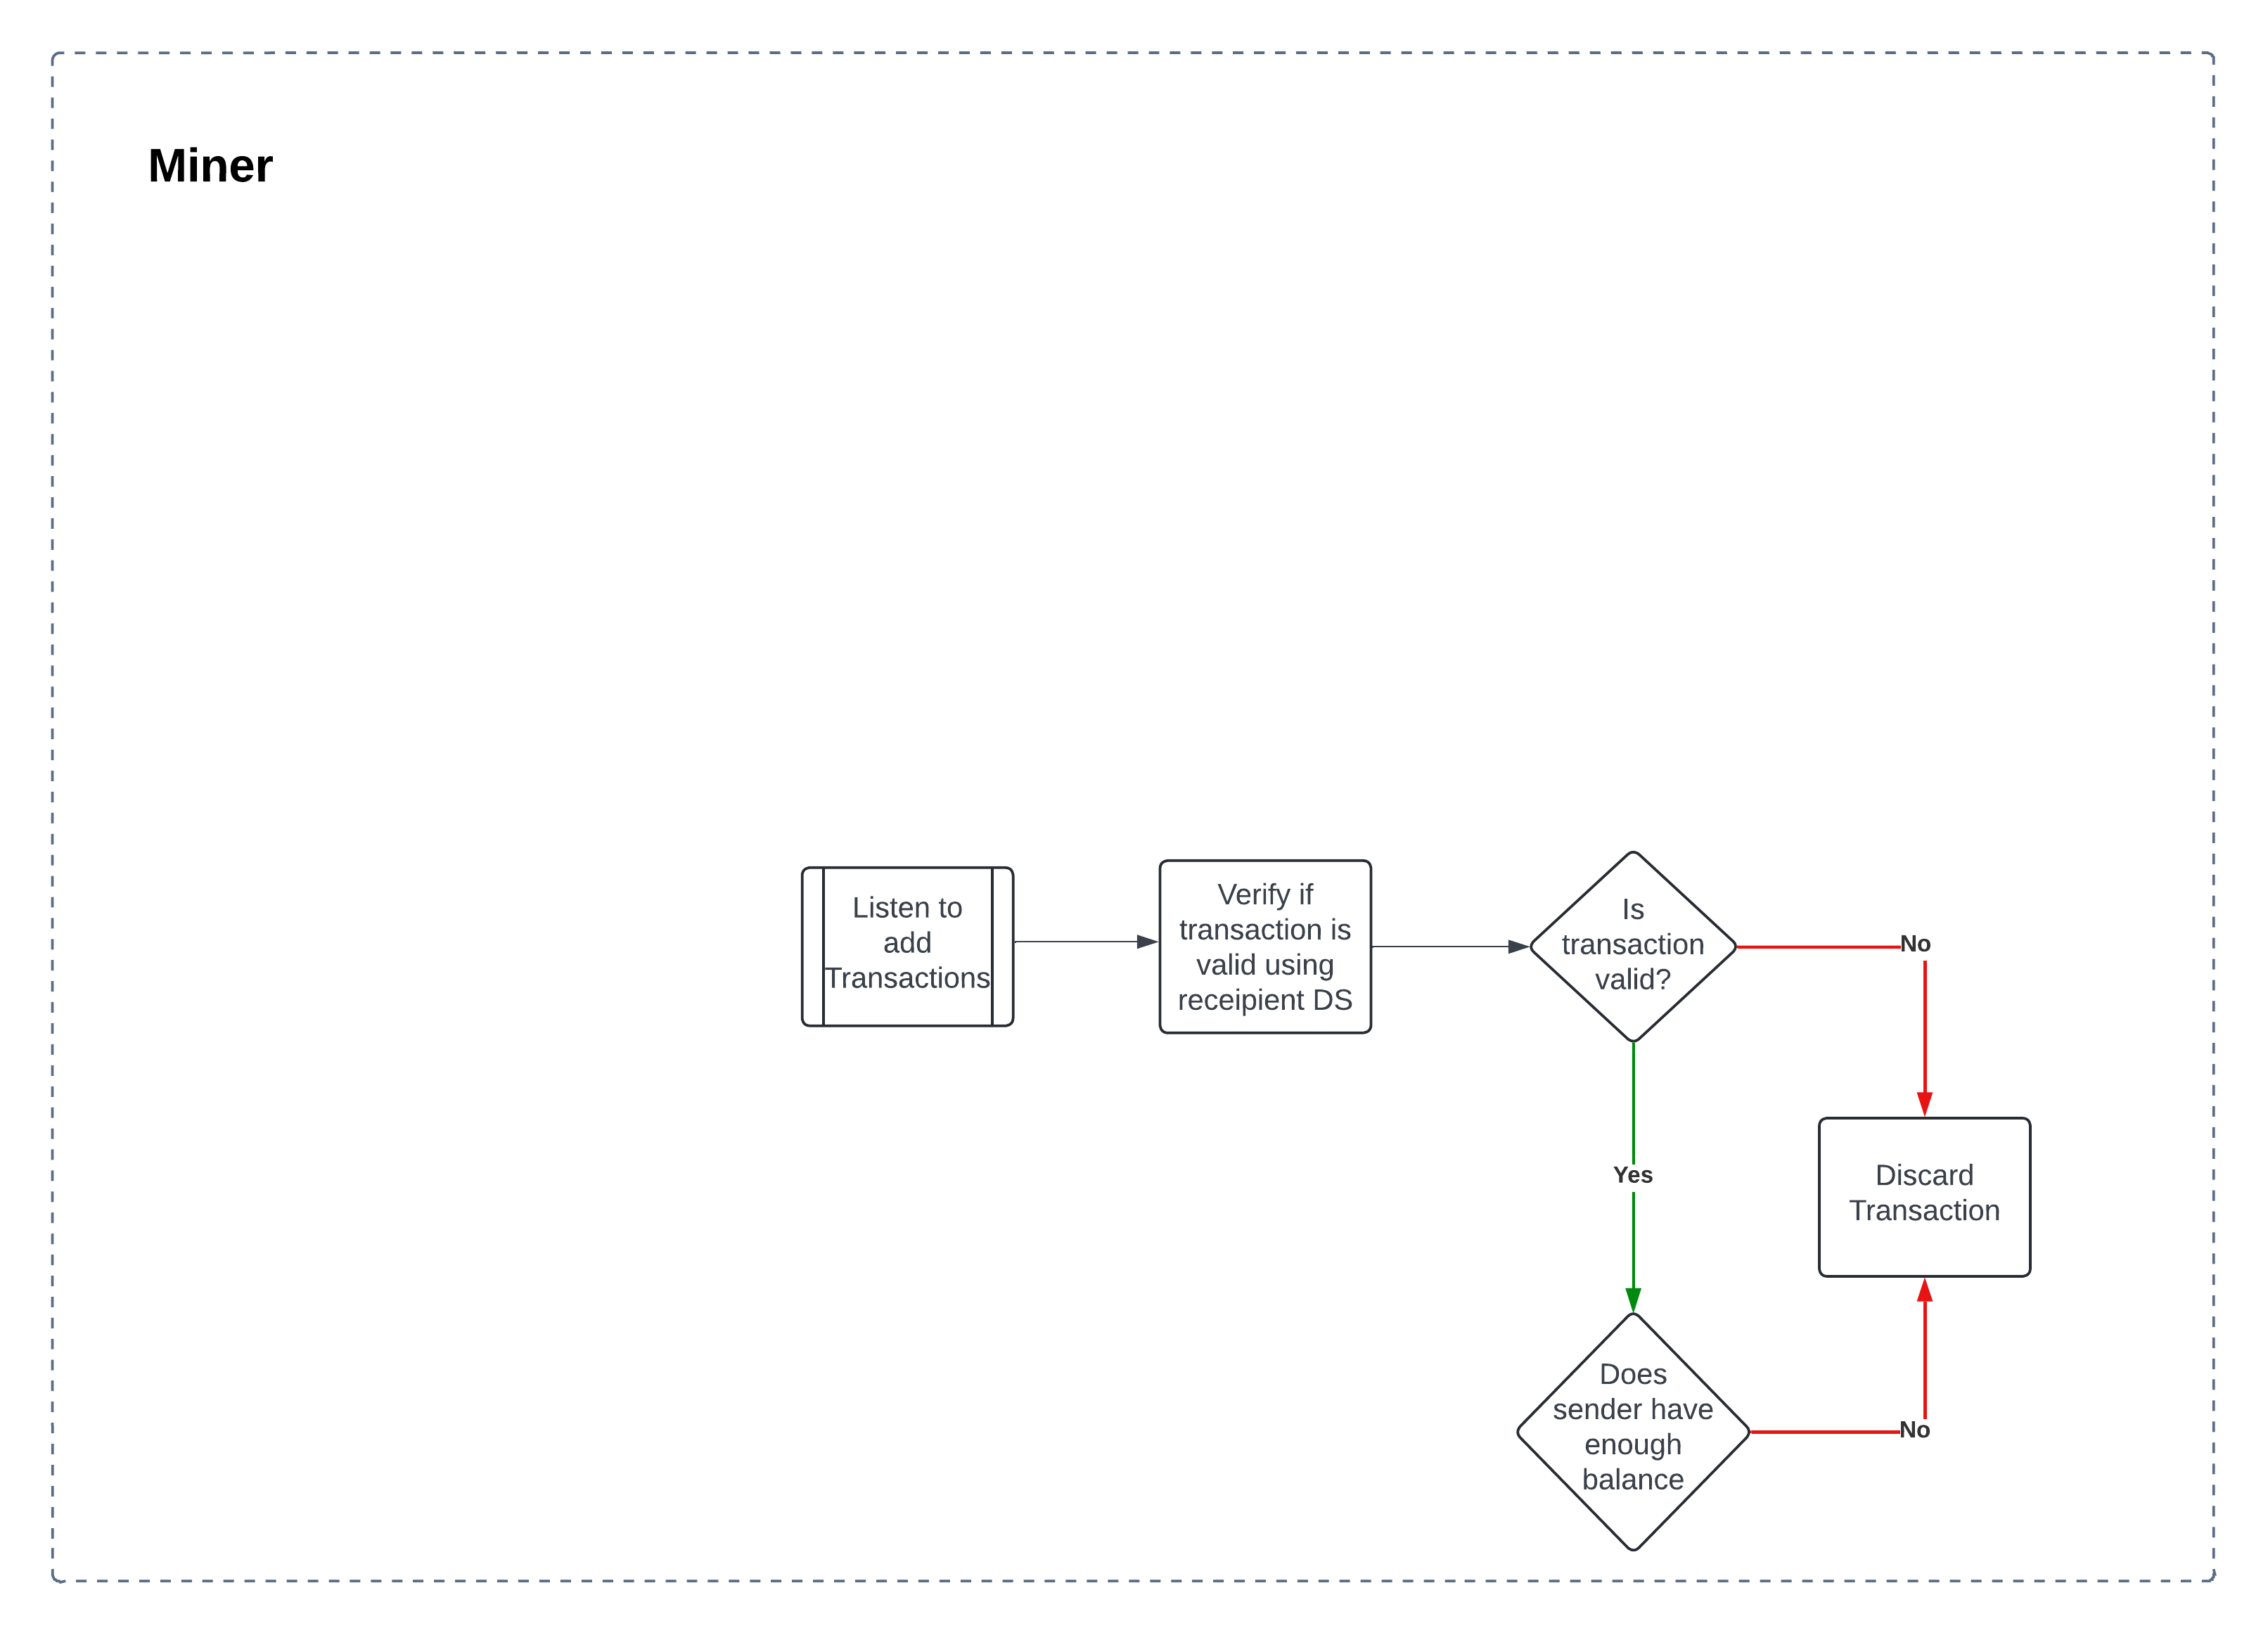 Miner
Listen to
add
Transactions
Verify if
transaction is
valid using
receipient DS
Is
transaction
valid?
No
Yes
Discard
Transaction
Does
sender have
enough
balance
No